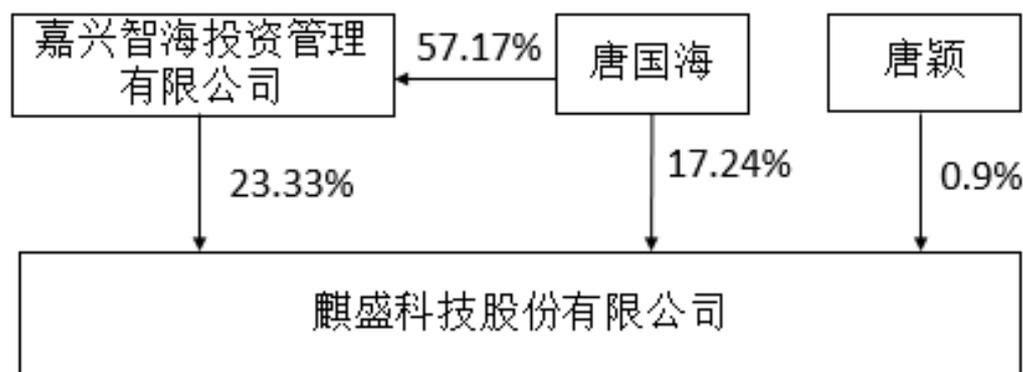 嘉兴智海投资管理
有限公司
57.17%
唐国海
唐颖
23.33%
17.24%
0.9%
麒盛科技股份有限公司